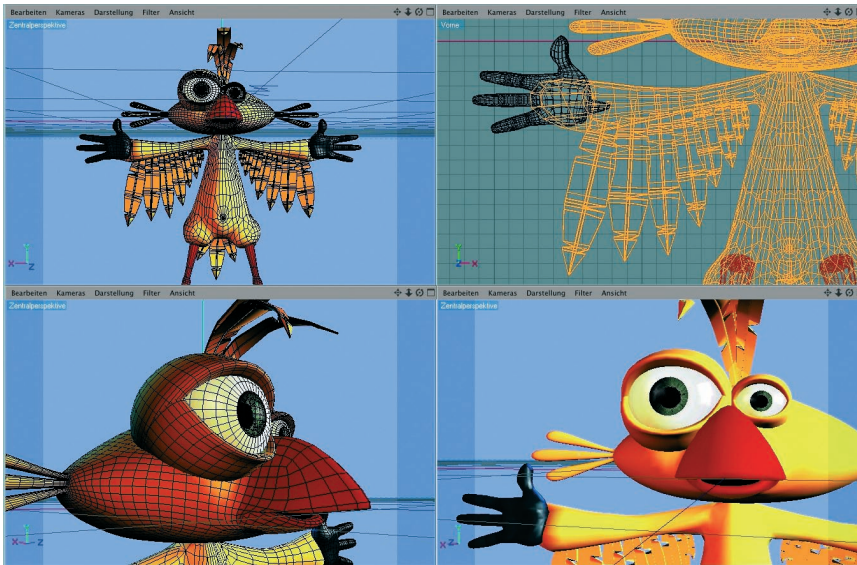 Bearbeiten Kameras Darstellung Filter Ansicht
Zentralperspektive
Y
X Z
Bearbeiten Kameras Darstellung Filter Ansicht
Vorne
Y
Z X
Bearbeiten Kameras Darstellung Filter Ansicht
Zentralperspektive
Y
X Z
Bearbeiten Kameras Darstellung Filter Ansicht
Zentralperspektive
Y
X Z